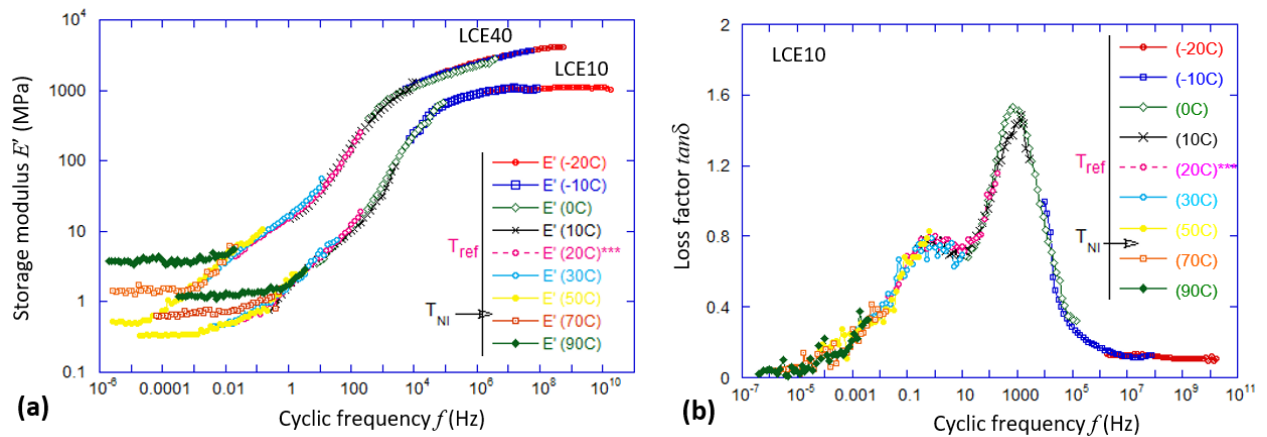 10⁴
1000
100
10
1
0.1
Storage modulus E' (MPa)
LCE40
LCE10
E' (-20C)
E' (-10C)
E' (0C)
E' (10C)
T_ref E' (20C)***
E' (30C)
E' (50C)
T_NI
E' (70C)
E' (90C)
10⁻⁶ 0.0001 0.01 1 100 10⁴ 10⁶ 10⁸ 10¹⁰
Cyclic frequency f (Hz)
(a)
2
1.6
1.2
0.8
0.4
0
Loss factor tanδ
LCE10
(-20C)
(-10C)
(0C)
(10C)
T_ref (20C)***
(30C)
(50C)
T_NI
(70C)
(90C)
10⁻⁷ 10⁻⁵ 0.001 0.1 10 1000 10⁵ 10⁷ 10⁹ 10¹¹
Cyclic frequency f (Hz)
(b)